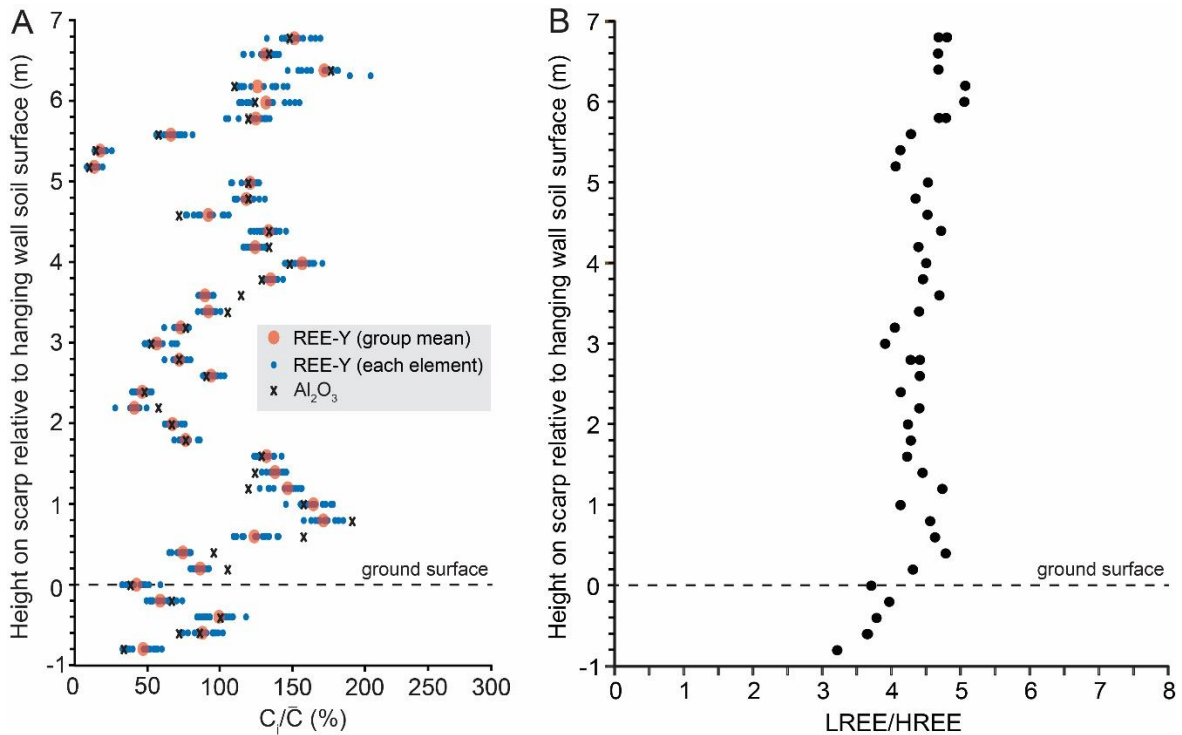 A
Height on scarp relative to hanging wall soil surface (m)
7
6
5
4
3
2
1
0
-1
REE-Y (group mean)
REE-Y (each element)
Al₂O₃
ground surface
0 50 100 150 200 250 300
Cᵢ/C̄ (%)
B
Height on scarp relative to hanging wall soil surface (m)
7
6
5
4
3
2
1
0
-1
ground surface
0 1 2 3 4 5 6 7 8
LREE/HREE